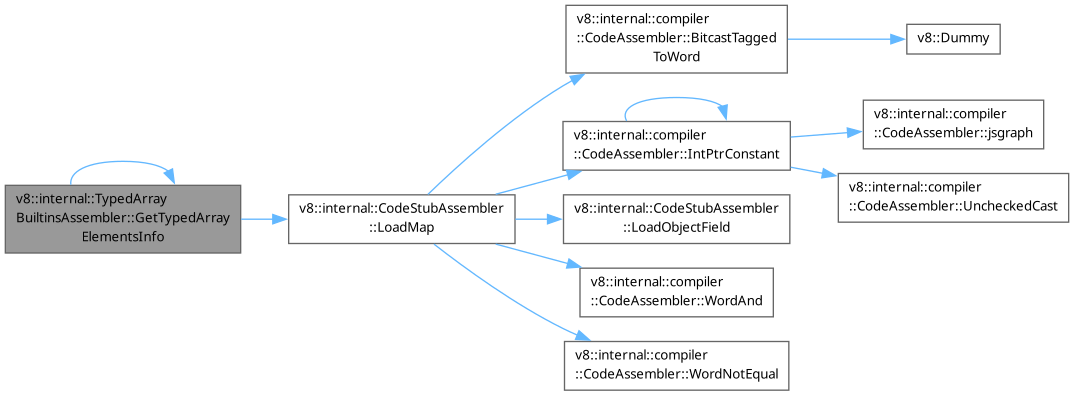 v8::internal::TypedArray
BuiltinsAssembler::GetTypedArray
ElementsInfo
v8::internal::CodeStubAssembler
::LoadMap
v8::internal::compiler
::CodeAssembler::BitcastTagged
ToWord
v8::Dummy
v8::internal::compiler
::CodeAssembler::IntPtrConstant
v8::internal::compiler
::CodeAssembler::jsgraph
v8::internal::compiler
::CodeAssembler::UncheckedCast
v8::internal::CodeStubAssembler
::LoadObjectField
v8::internal::compiler
::CodeAssembler::WordAnd
v8::internal::compiler
::CodeAssembler::WordNotEqual